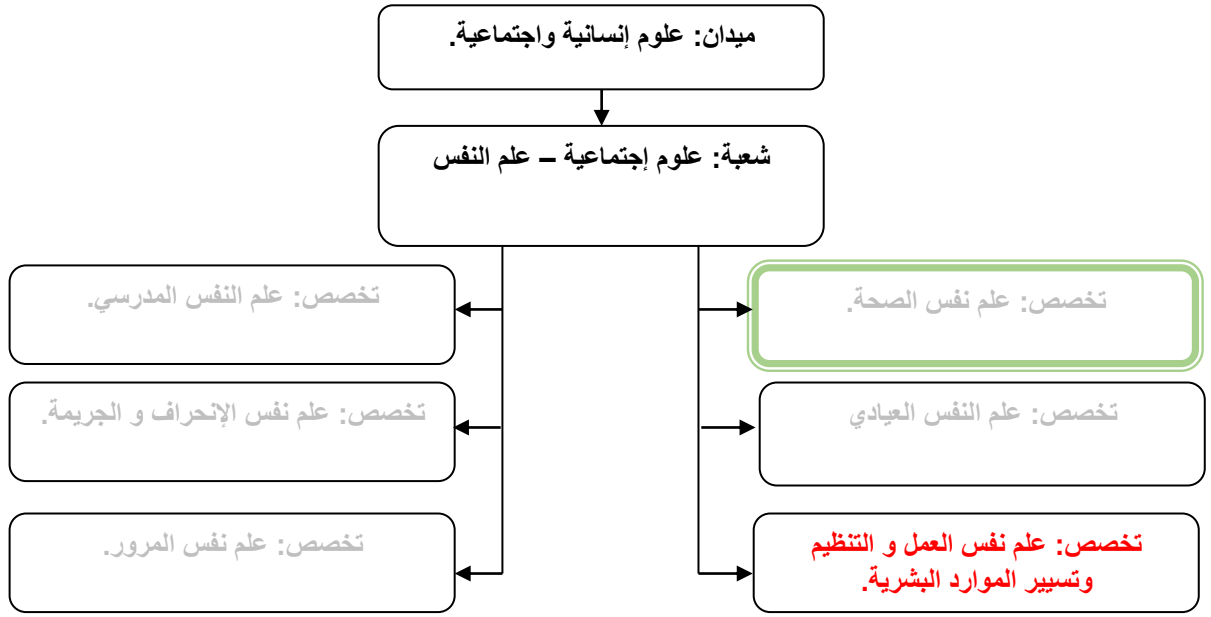 ميدان: علوم إنسانية واجتماعية.
شعبة: علوم إجتماعية – علم النفس
تخصص: علم نفس الصحة.
تخصص: علم النفس المدرسي.
تخصص: علم النفس العيادي
تخصص: علم نفس الإنحراف و الجريمة.
تخصص: علم نفس العمل و التنظيم
وتسيير الموارد البشرية.
تخصص: علم نفس المرور.